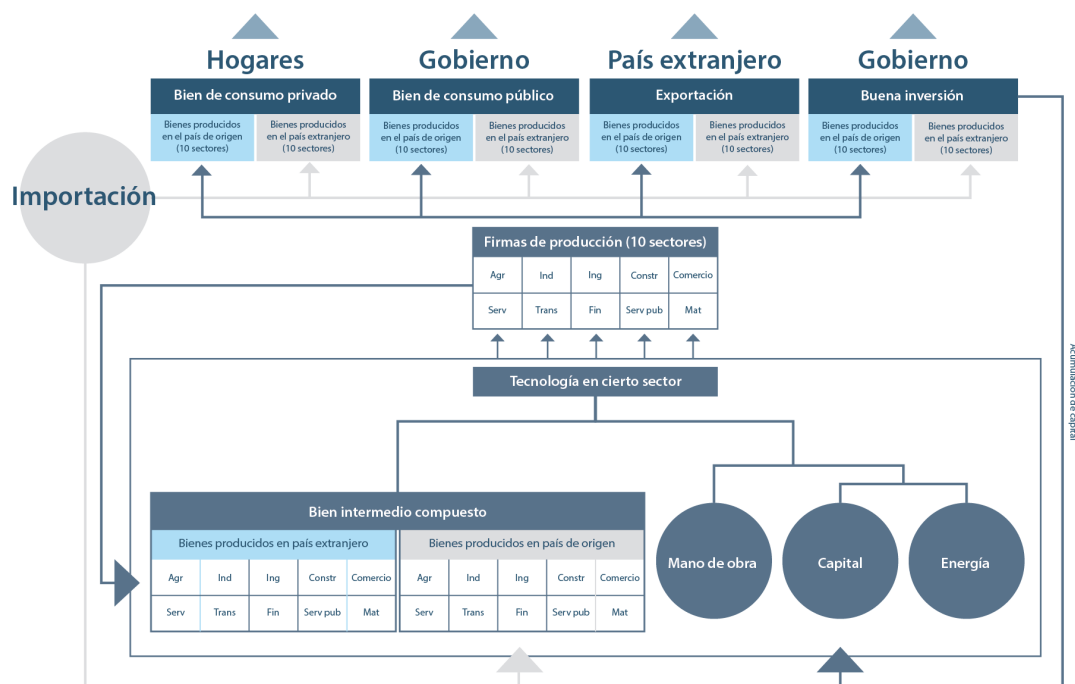 Hogares
Gobierno
País extranjero
Gobierno
Bien de consumo privado
Bien de consumo público
Exportación
Buena inversión
Bienes producidos
en el país de origen
(10 sectores)
Bienes producidos
en el país extranjero
(10 sectores)
Bienes producidos
en el país de origen
(10 sectores)
Bienes producidos
en el país extranjero
(10 sectores)
Bienes producidos
en el país de origen
(10 sectores)
Bienes producidos
en el país extranjero
(10 sectores)
Bienes producidos
en el país de origen
(10 sectores)
Bienes producidos
en el país extranjero
(10 sectores)
Importación
Firmas de producción (10 sectores)
Agr Ind Ing Constr Comercio
Serv Trans Fin Serv pub Mat
Acumulación de capital
Tecnología en cierto sector
Bien intermedio compuesto
Bienes producidos en país extranjero
Bienes producidos en país de origen
Agr Ind Ing Constr Comercio Agr Ind Ing Constr Comercio
Serv Trans Fin Serv pub Mat Serv Trans Fin Serv pub Mat
Mano de obra
Capital
Energía